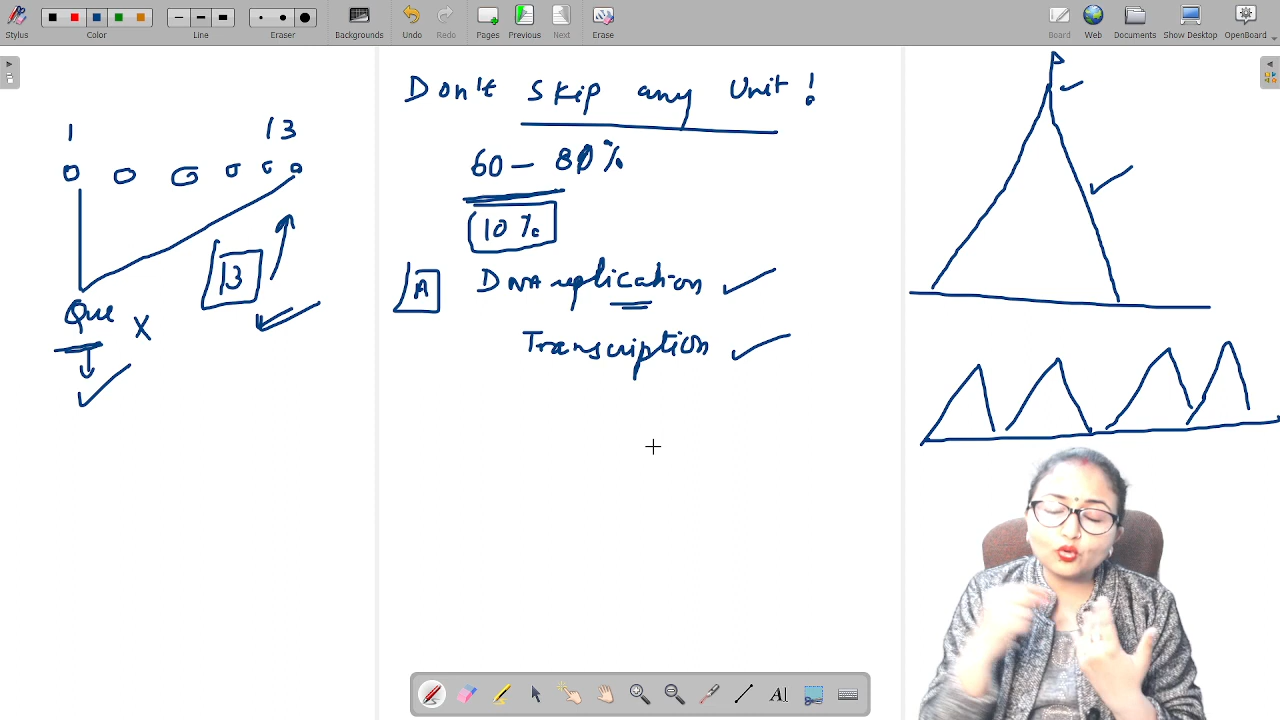 Stylus
Color
Line
Eraser
Backgrounds
Undo
Redo
Pages
Previous
Next
Erase
Board
Web
Documents
Show Desktop
OpenBoard
1 13
13
Que X
Don't skip any Unit!
60 – 80%
10 %
A DNA replication
Transcription
AI